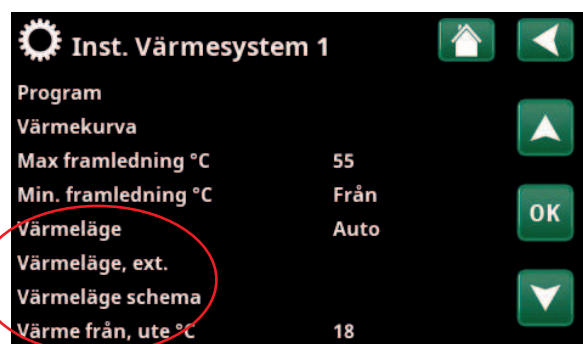 Inst. Värmesystem 1
Program
Värmekurva
Max framledning °C 55
Min. framledning °C Från
Värmeläge Auto
OK
Värmeläge, ext.
Värmeläge schema
Värme från, ute °C 18